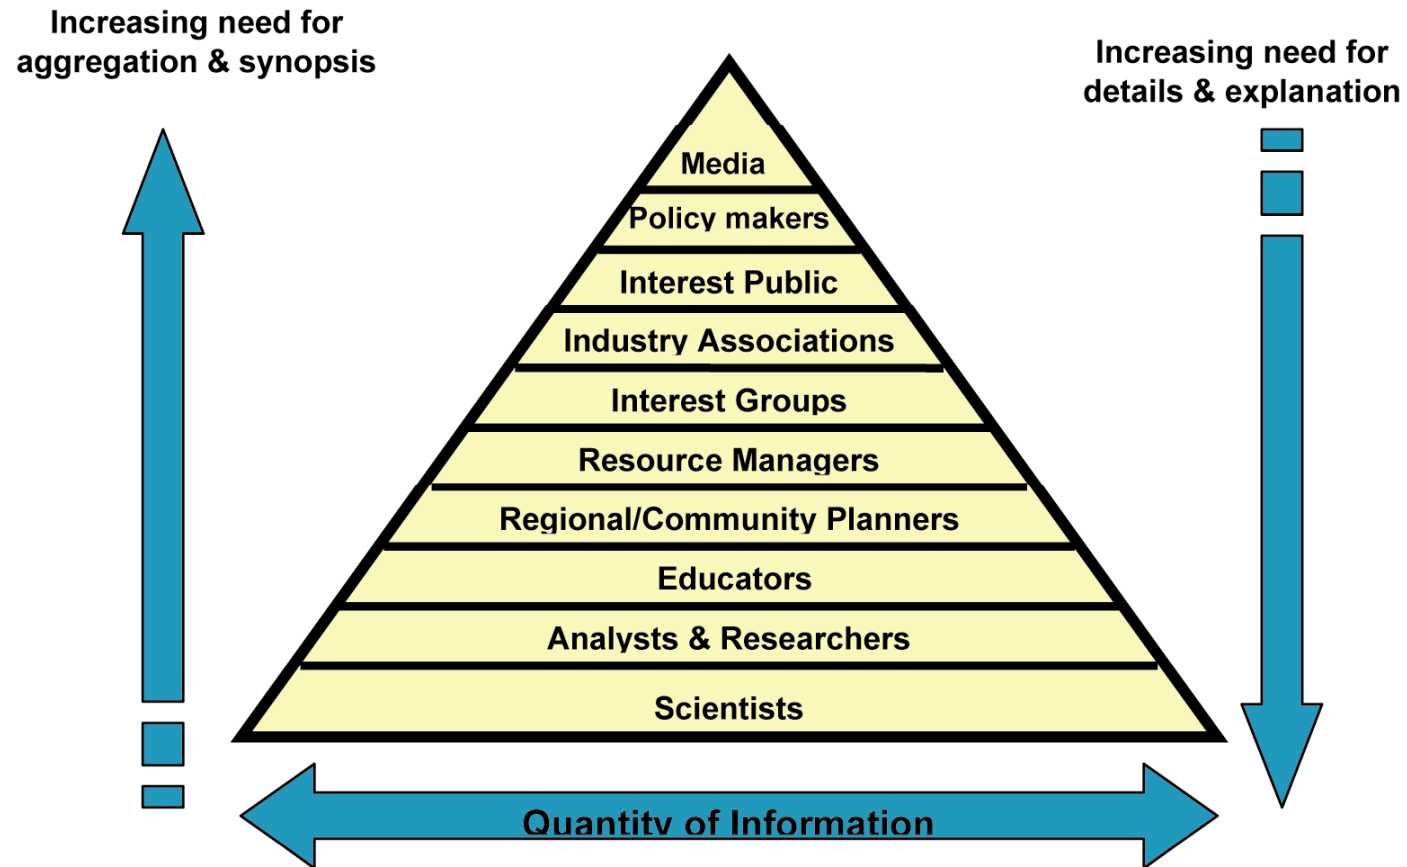 Increasing need for
aggregation & synopsis
Increasing need for
details & explanation
Media
Policy makers
Interest Public
Industry Associations
Interest Groups
Resource Managers
Regional/Community Planners
Educators
Analysts & Researchers
Scientists
Quantity of Information